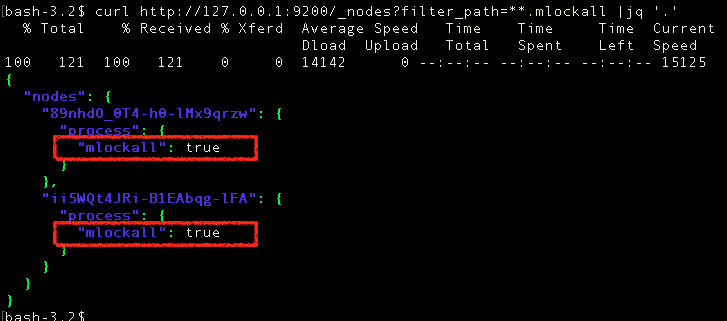 [bash-3.2$ curl http://127.0.0.1:9200/_nodes?filter_path=**.mlockall |jq '.'
  % Total    % Received % Xferd  Average Speed   Time    Time     Time  Current
                                 Dload  Upload   Total   Spent    Left  Speed
100   121  100   121    0     0  14142      0 --:--:-- --:--:-- --:--:-- 15125
{
  "nodes": {
    "89nhdO_0T4-h0-lMx9qrzw": {
      "process": {
        "mlockall": true
      }
    },
    "ii5WQt4JRi-B1EAbqg-lFA": {
      "process": {
        "mlockall": true
      }
    }
  }
}
bash-3.2$